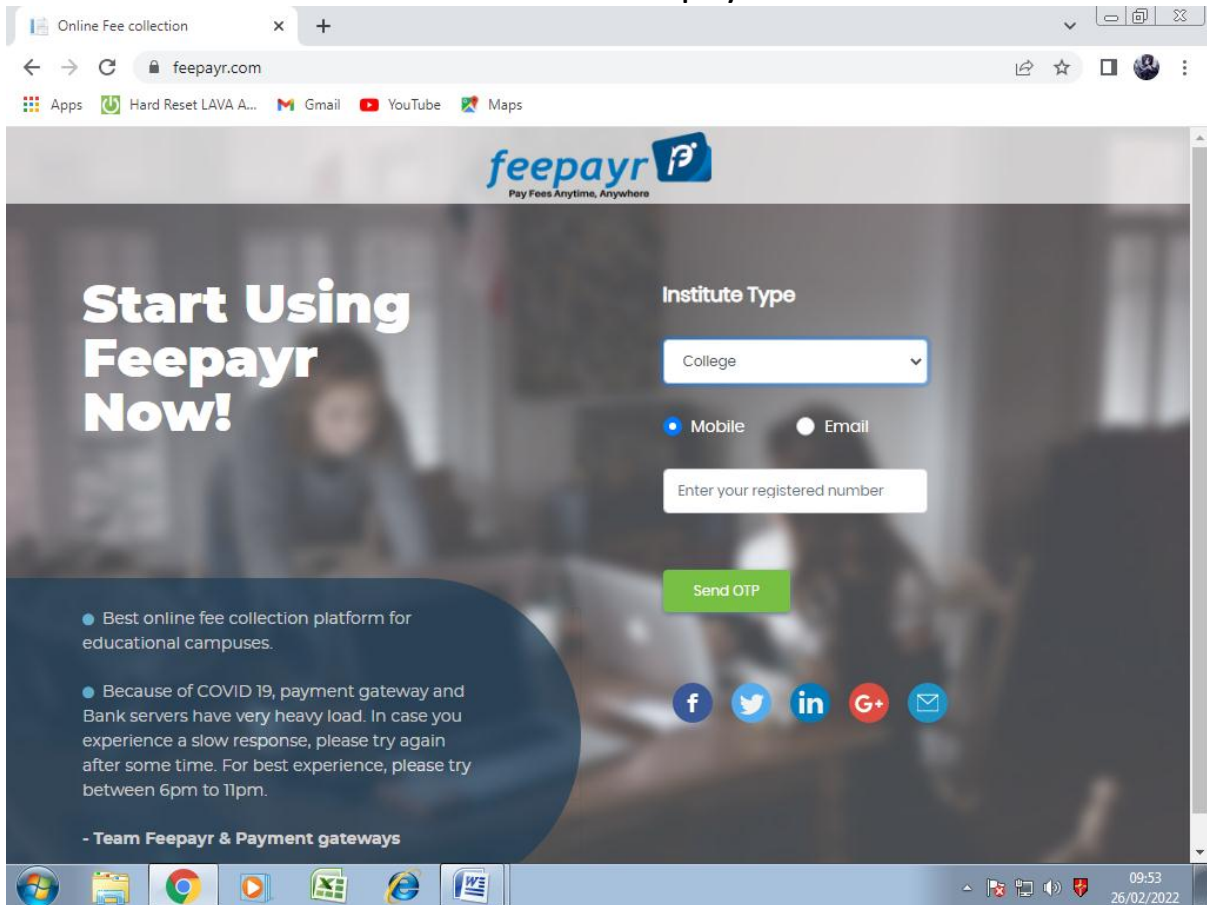 Online Fee collection
feepayr.com
Apps Hard Reset LAVA A... Gmail YouTube Maps
feepayr
Pay Fees Anytime, Anywhere
Start Using
Feepayr
Now!
Institute Type
College
Mobile Email
Enter your registered number
Send OTP
Best online fee collection platform for
educational campuses.
Because of COVID 19, payment gateway and
Bank servers have very heavy load. In case you
experience a slow response, please try again
after some time. For best experience, please try
between 6pm to 11pm.
- Team Feepayr & Payment gateways
09:53
26/02/2022